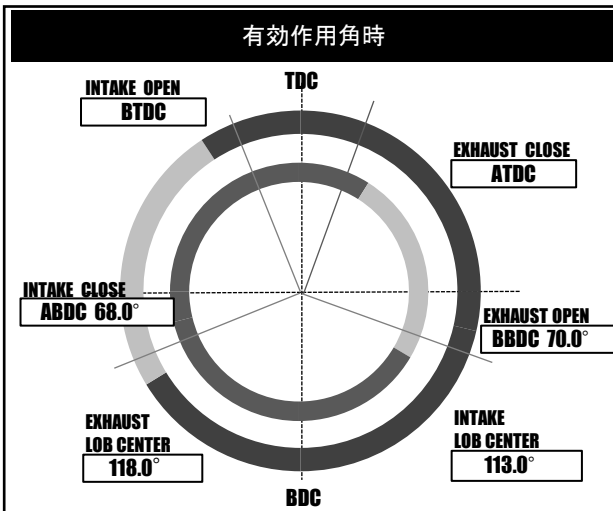 有効作用角時
TDC
INTAKE OPEN
BTDC
EXHAUST CLOSE
ATDC
INTAKE CLOSE
ABDC 68.0°
EXHAUST OPEN
BBDC 70.0°
EXHAUST
LOB CENTER
118.0°
INTAKE
LOB CENTER
113.0°
BDC